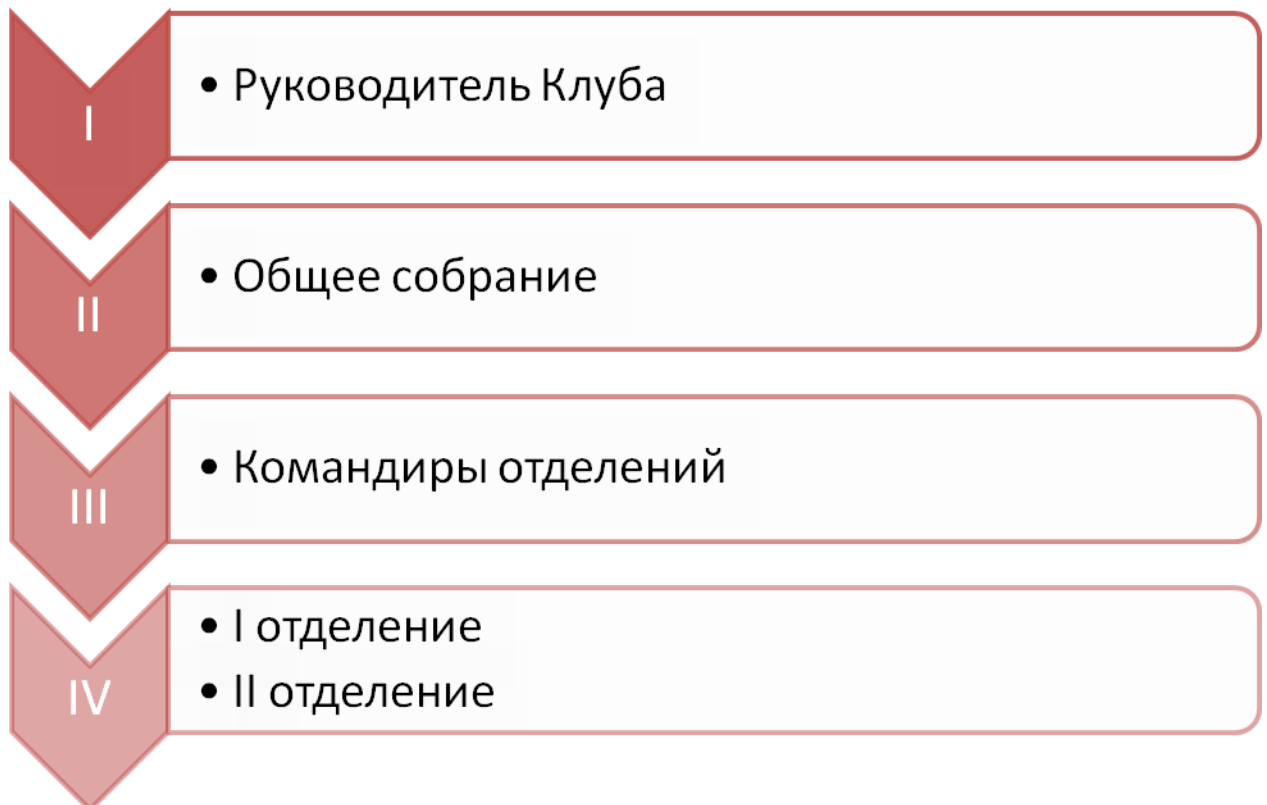 I
• Руководитель Клуба
II
• Общее собрание
III
• Командиры отделений
IV
• I отделение
• II отделение